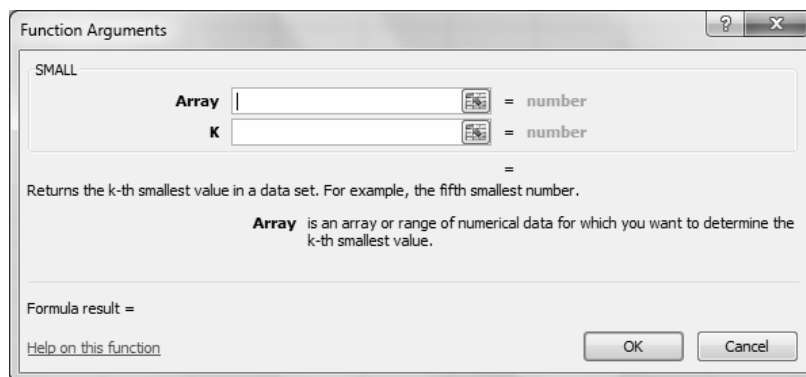 Function Arguments
?
SMALL
Array = number
K = number
=
Returns the k-th smallest value in a data set. For example, the fifth smallest number.
Array is an array or range of numerical data for which you want to determine the
k-th smallest value.
Formula result =
Help on this function OK Cancel